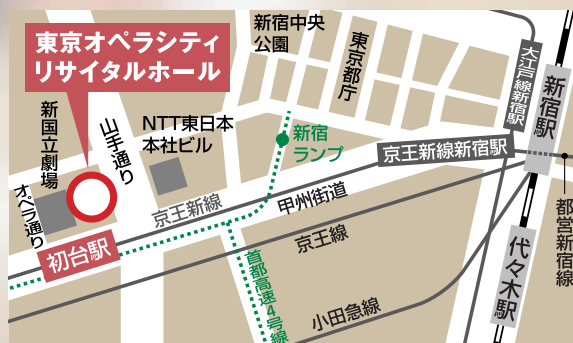 東京オペラシティ
リサイタルホール
新宿中央
公園
東京都庁
大江戸線新宿駅
新宿駅
新国立劇場
山手通り
NTT東日本
本社ビル
新宿
ランプ
京王新線新宿駅
オペラ通り
京王新線
甲州街道
都営新宿線
初台駅
京王線
代々木駅
首都高速4号線
小田急線